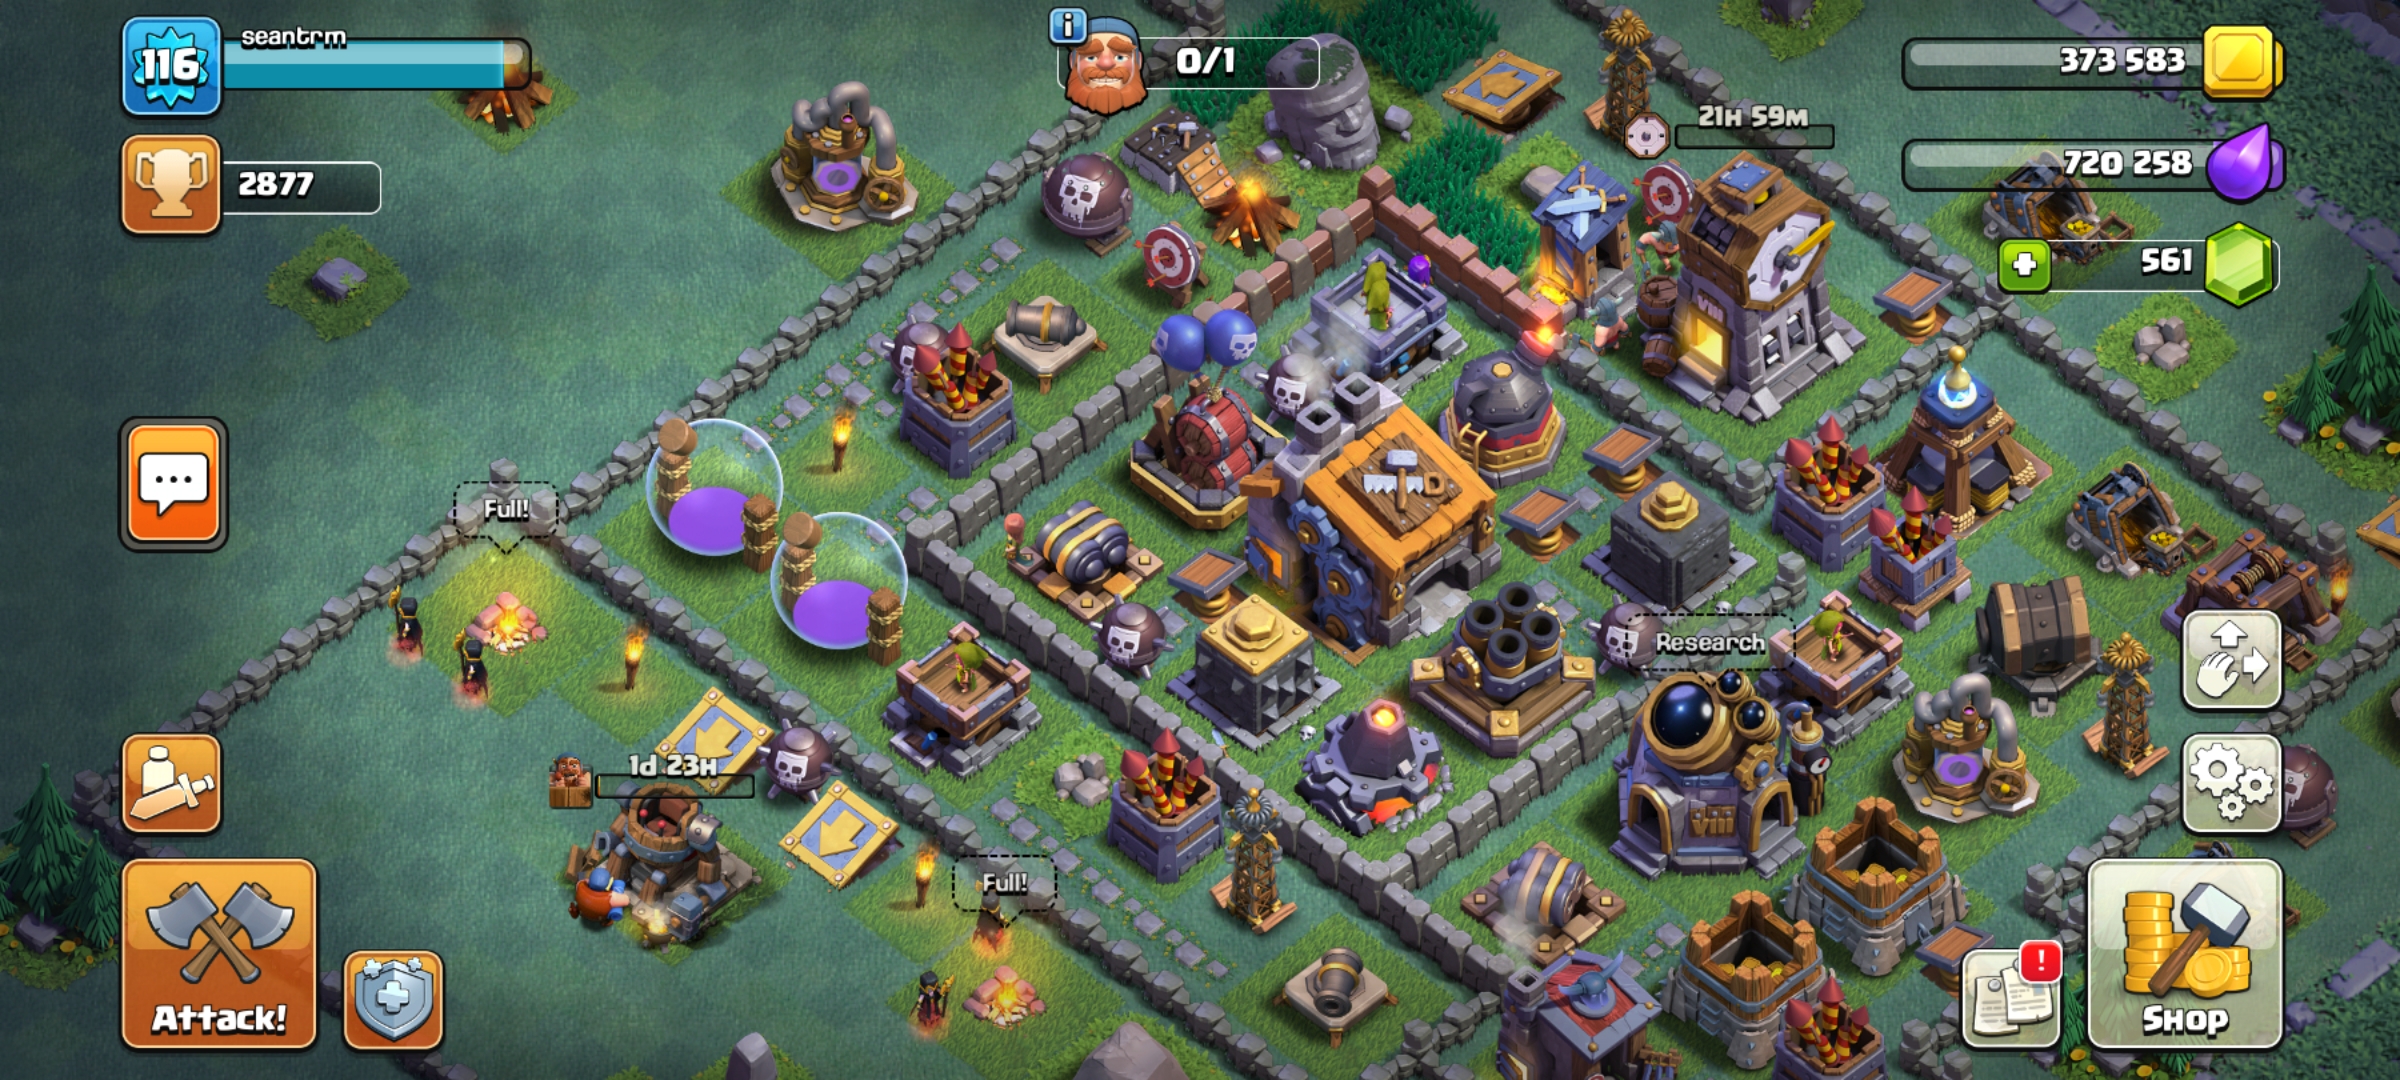 116
seantrm
i
0/1
373 583
21H 59M
720 258
2877
561
VIII
Full!
Research
1d 23H
VIII
Full!
!
Attack!
Shop